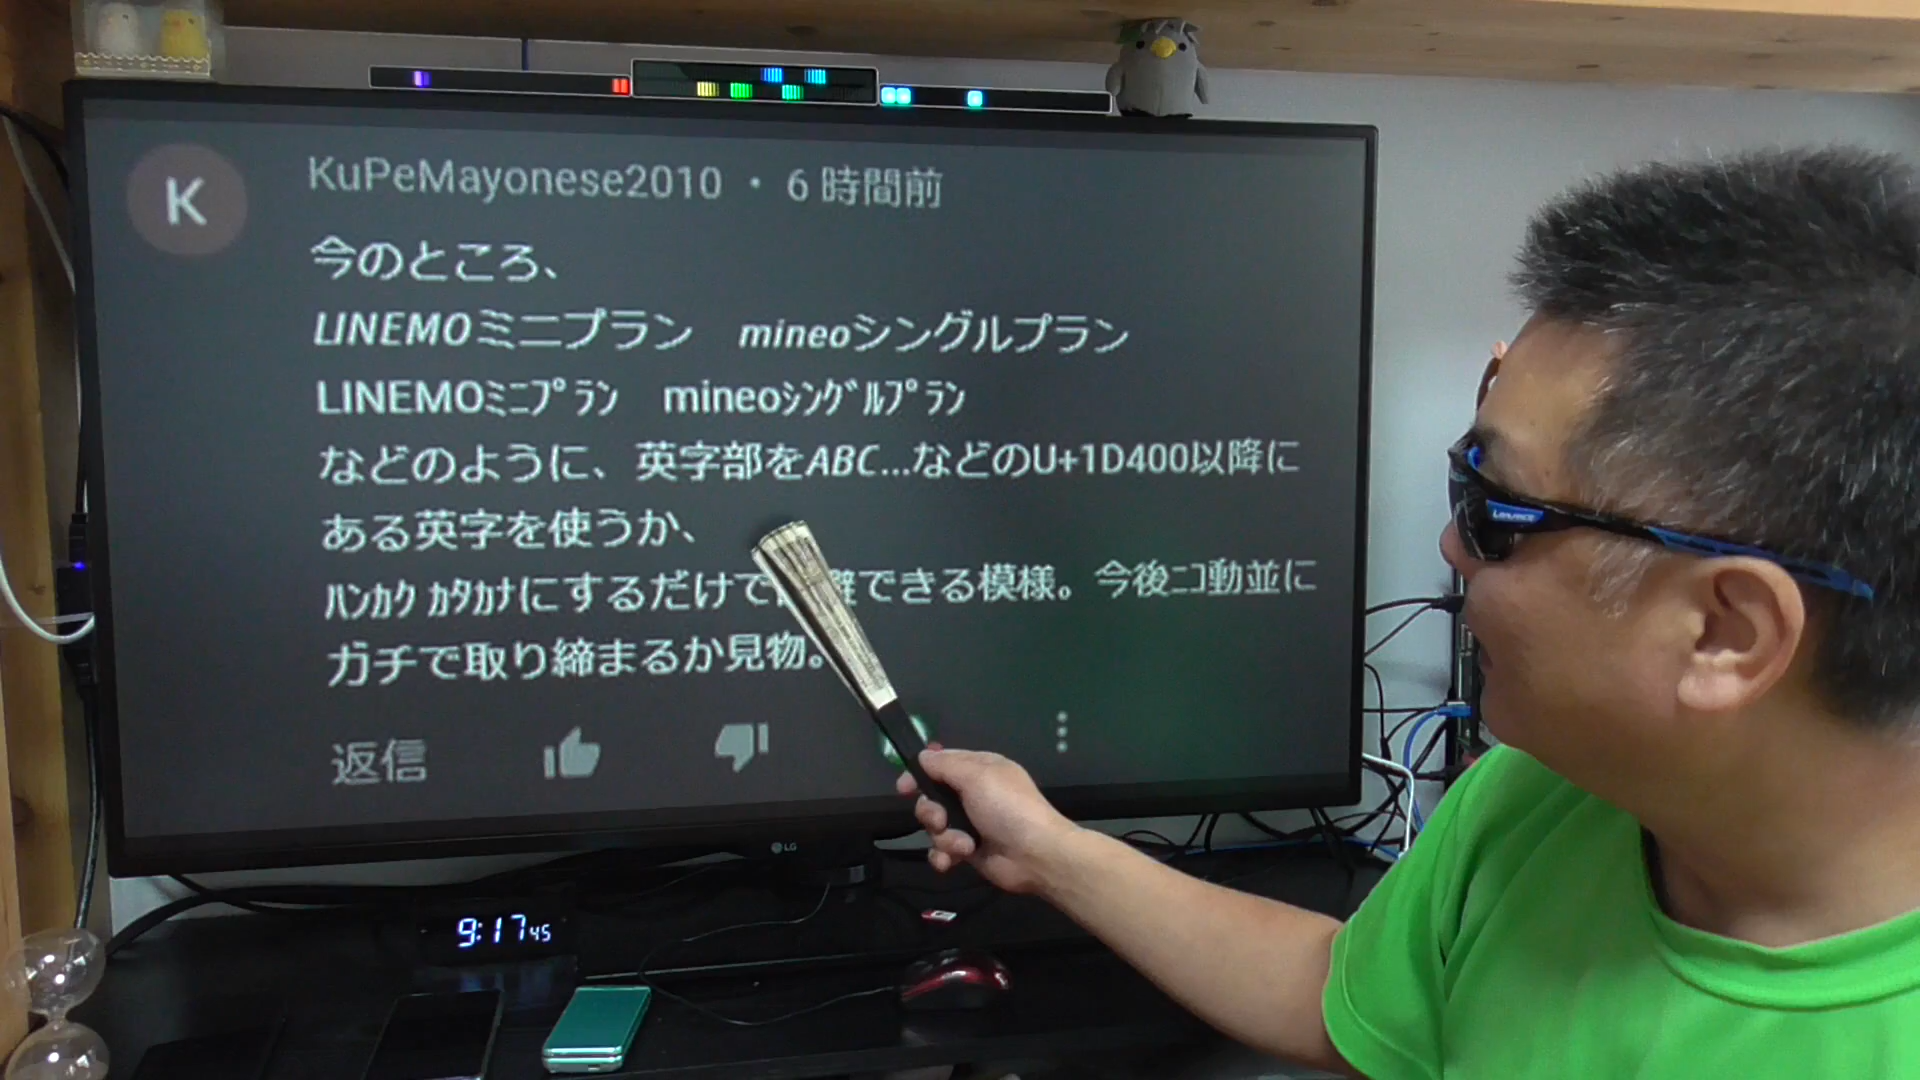 K
KuPeMayonese2010 ・ 6 時間前
今のところ、
𝘓𝘐𝘕𝘌𝘔𝘖ミニプラン　𝙢𝙞𝙣𝙚𝙤シングルプラン
LINEMOﾐﾆﾌﾟﾗﾝ　mineoｼﾝｸﾞﾙﾌﾟﾗﾝ
などのように、英字部を𝘈𝘉𝘊...などのU+1D400以降に
ある英字を使うか、
ﾊﾝｶｸ ｶﾀｶﾅにするだけで避できる模様。今後ﾆｺ動並に
ガチで取り締まるか見物。
返信
LG
9:17 45